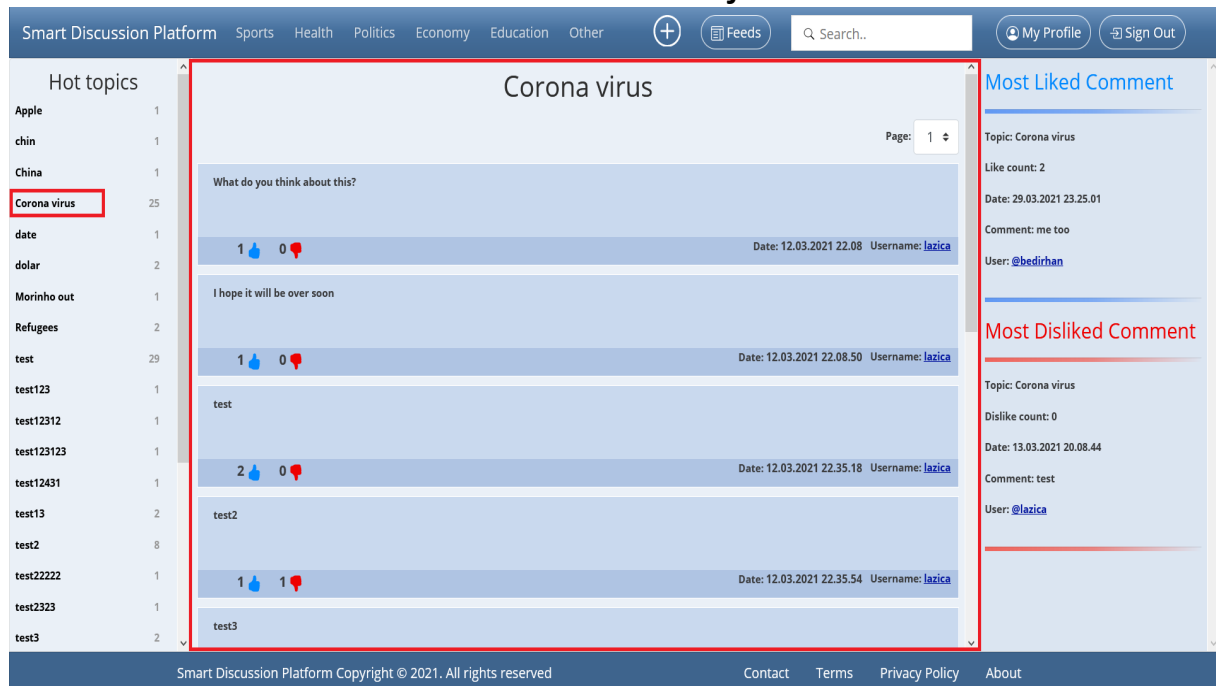 Smart Discussion Platform Sports Health Politics Economy Education Other Feeds Search.. My Profile Sign Out
Hot topics
Apple 1
chin 1
China 1
Corona virus 25
date 1
dolar 2
Morinho out 1
Refugees 2
test 29
test123 1
test12312 1
test123123 1
test12431 1
test13 2
test2 8
test22222 1
test2323 1
test3 2
Corona virus
Page: 1
What do you think about this?
1 0 Date: 12.03.2021 22.08 Username: lazica
I hope it will be over soon
1 0 Date: 12.03.2021 22.08.50 Username: lazica
test
2 0 Date: 12.03.2021 22.35.18 Username: lazica
test2
1 1 Date: 12.03.2021 22.35.54 Username: lazica
test3
Most Liked Comment
Topic: Corona virus
Like count: 2
Date: 29.03.2021 23.25.01
Comment: me too
User: @bedirhan
Most Disliked Comment
Topic: Corona virus
Dislike count: 0
Date: 13.03.2021 20.08.44
Comment: test
User: @lazica
Smart Discussion Platform Copyright © 2021. All rights reserved Contact Terms Privacy Policy About